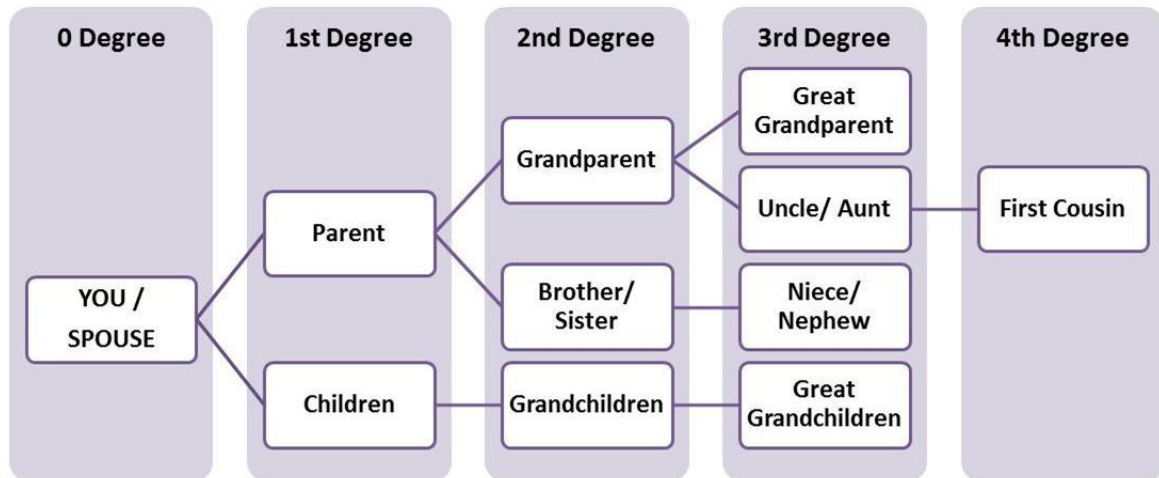 0 Degree
1st Degree
2nd Degree
3rd Degree
4th Degree
YOU /
SPOUSE
Parent
Children
Grandparent
Brother/
Sister
Grandchildren
Great
Grandparent
Uncle/ Aunt
Niece/
Nephew
Great
Grandchildren
First Cousin